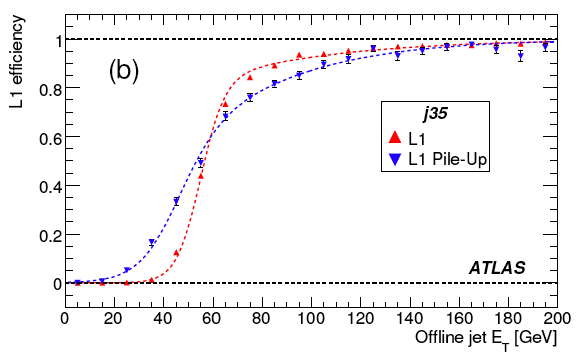 L1 efficiency
1
0.8
0.6
0.4
0.2
0
(b)
j35
L1
L1 Pile-Up
ATLAS
0 20 40 60 80 100 120 140 160 180 200
Offline jet E_T [GeV]